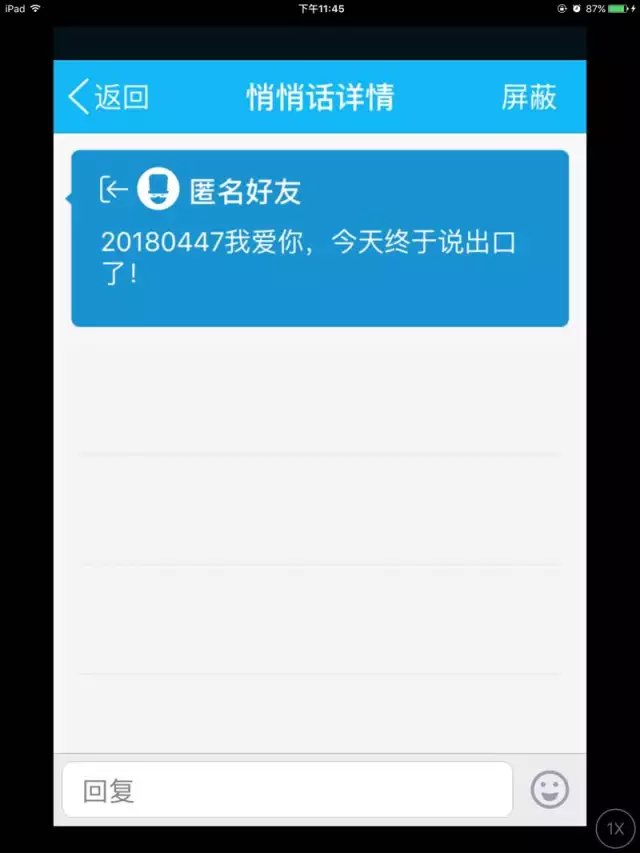 iPad 下午11:45 87%
返回 悄悄话详情 屏蔽
匿名好友
20180447我爱你，今天终于说出口
了！
回复
1X